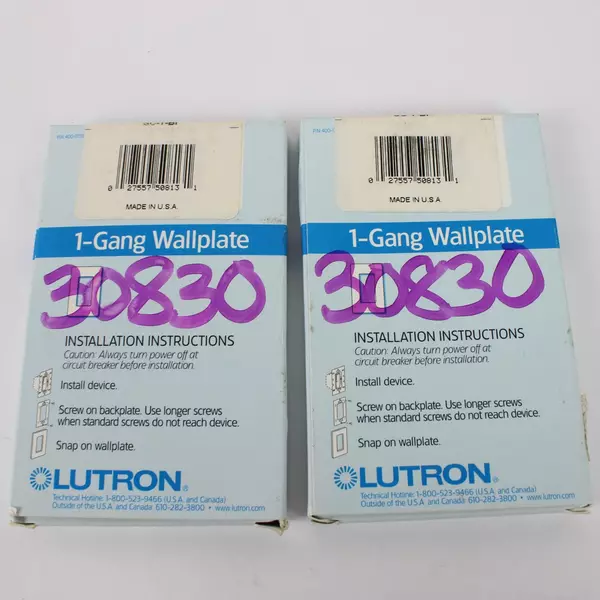 0 27557 50813 1
MADE IN U.S.A.
1-Gang Wallplate
30830
INSTALLATION INSTRUCTIONS
Caution: Always turn power off at
circuit breaker before installation.
Install device.
Screw on backplate. Use longer screws
when standard screws do not reach device.
Snap on wallplate.
LUTRON®
Technical Hotline: 1-800-523-9466 (U.S.A. and Canada)
Outside of the U.S.A. and Canada: 610-282-3800 • www.lutron.com
0 27557 50813 1
MADE IN U.S.A.
1-Gang Wallplate
30830
INSTALLATION INSTRUCTIONS
Caution: Always turn power off at
circuit breaker before installation.
Install device.
Screw on backplate. Use longer screws
when standard screws do not reach device.
Snap on wallplate.
LUTRON®
Technical Hotline: 1-800-523-9466 (U.S.A. and Canada)
Outside of the U.S.A. and Canada: 610-282-3800 • www.lutron.com